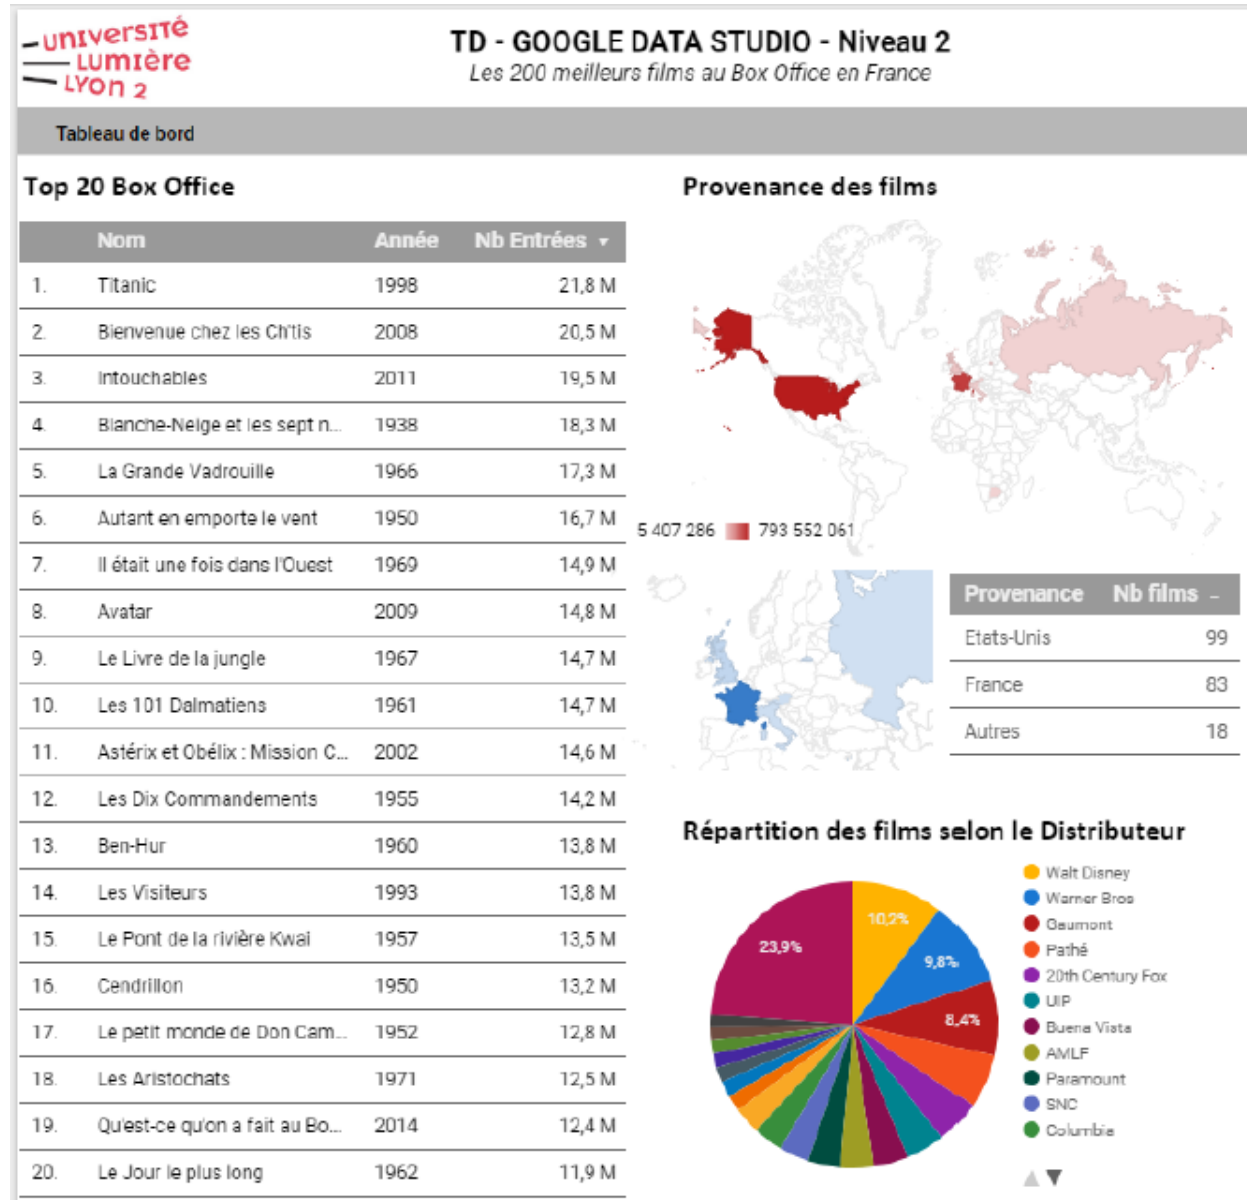 UNIVERSITÉ
LUMIÈRE
LYON 2
TD - GOOGLE DATA STUDIO - Niveau 2
Les 200 meilleurs films au Box Office en France
Tableau de bord
Top 20 Box Office
Nom Année Nb Entrées
1. Titanic 1998 21,8 M
2. Bienvenue chez les Ch'tis 2008 20,5 M
3. Intouchables 2011 19,5 M
4. Blanche-Neige et les sept n... 1938 18,3 M
5. La Grande Vadrouille 1966 17,3 M
6. Autant en emporte le vent 1950 16,7 M
7. Il était une fois dans l'Ouest 1969 14,9 M
8. Avatar 2009 14,8 M
9. Le Livre de la jungle 1967 14,7 M
10. Les 101 Dalmatiens 1961 14,7 M
11. Astérix et Obélix : Mission C... 2002 14,6 M
12. Les Dix Commandements 1955 14,2 M
13. Ben-Hur 1960 13,8 M
14. Les Visiteurs 1993 13,8 M
15. Le Pont de la rivière Kwai 1957 13,5 M
16. Cendrillon 1950 13,2 M
17. Le petit monde de Don Cam... 1952 12,8 M
18. Les Aristochats 1971 12,5 M
19. Qu'est-ce qu'on a fait au Bo... 2014 12,4 M
20. Le Jour le plus long 1962 11,9 M
Provenance des films
5 407 286 793 552 061
Provenance Nb films
Etats-Unis 99
France 83
Autres 18
Répartition des films selon le Distributeur
10,2%
9,8%
8,4%
23,9%
Walt Disney
Warner Bros
Gaumont
Pathé
20th Century Fox
UIP
Buena Vista
AMLF
Paramount
SNC
Columbia